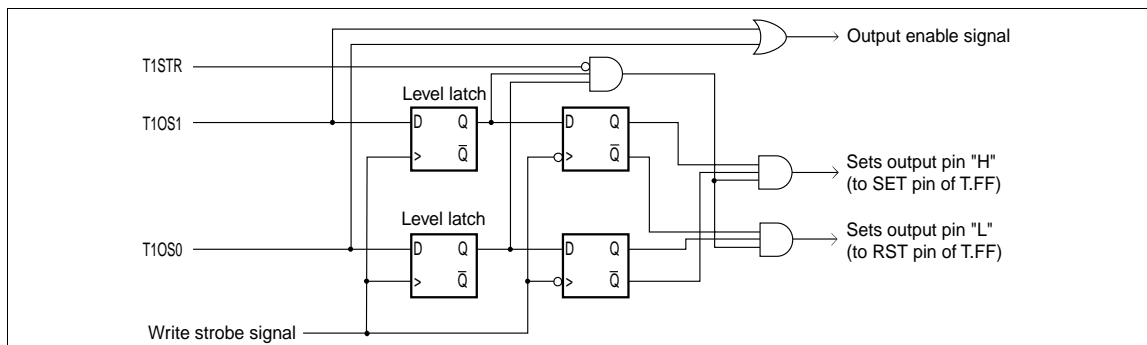 Output enable signal
T1STR
Level latch
T1OS1
D Q
Q
D Q
Q
Sets output pin "H"
(to SET pin of T.FF)
Level latch
T1OS0
D Q
Q
D Q
Q
Sets output pin "L"
(to RST pin of T.FF)
Write strobe signal